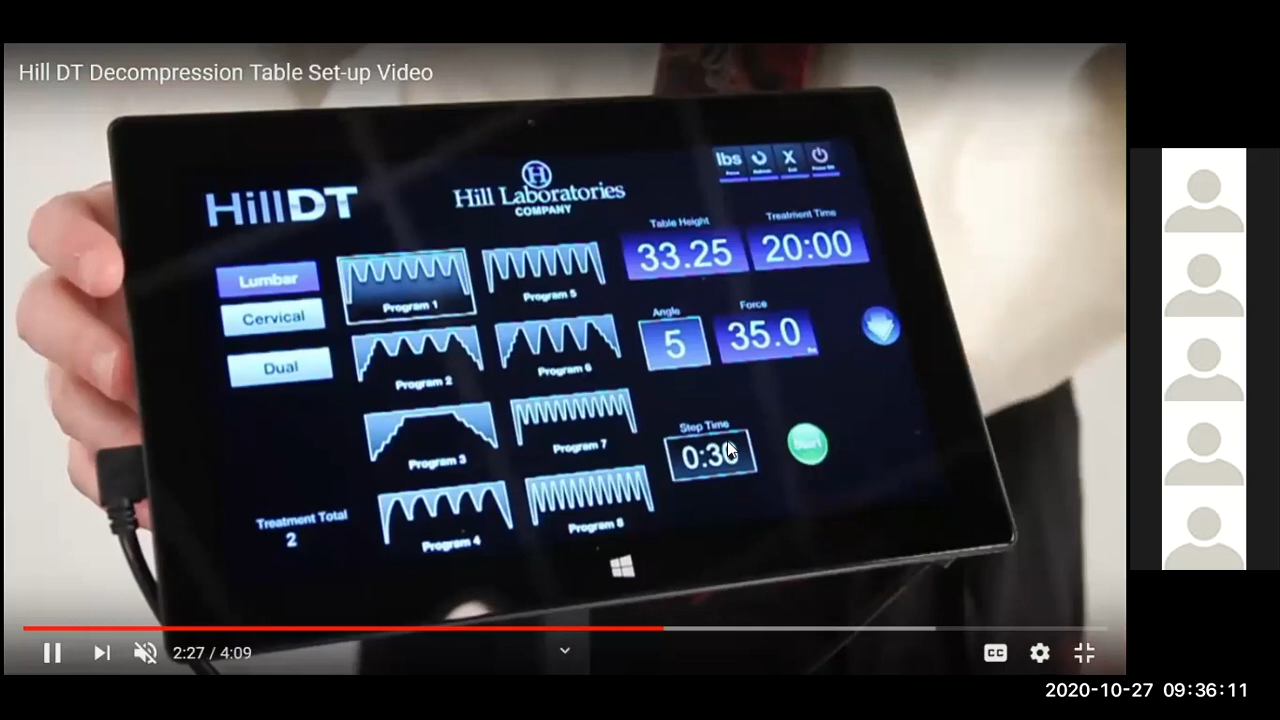 Hill DT Decompression Table Set-up Video
HillDT
H
Hill Laboratories
COMPANY
lbs
X
Table Height
33.25
Treatment Time
20:00
Lumbar
Cervical
Dual
Program 1
Program 5
Program 2
Program 6
Program 3
Program 7
Program 4
Program 8
Angle
5
Force
35.0
Step Time
0:30
Start
Treatment Total
2
2:27 / 4:09
CC
2020-10-27 09:36:11